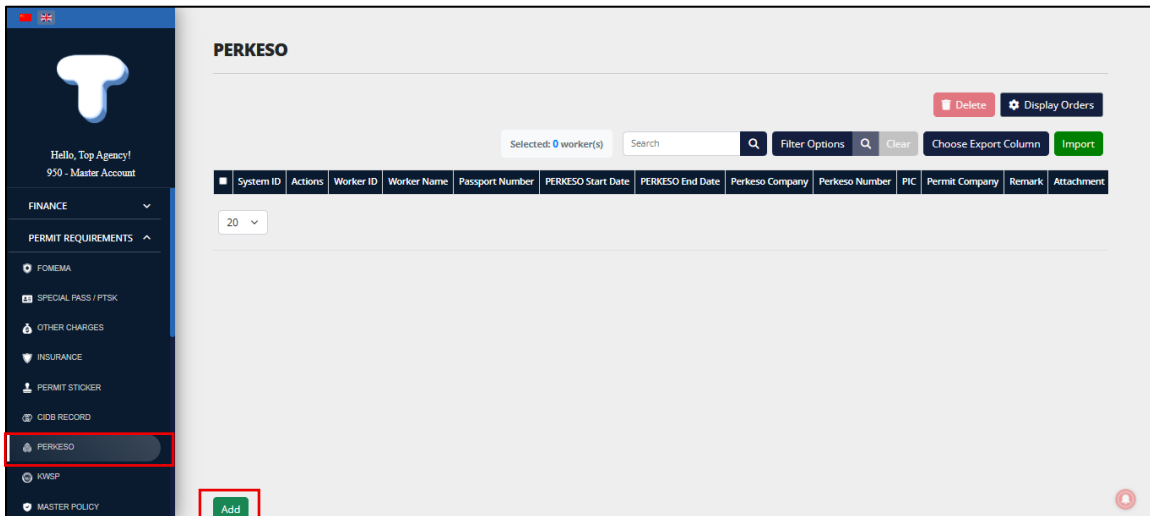 PERKESO
Delete
Display Orders
Hello, Top Agency!
950 - Master Account
Selected: 0 worker(s)
Search
Filter Options
Clear
Choose Export Column
Import
System ID Actions Worker ID Worker Name Passport Number PERKESO Start Date PERKESO End Date Perkeso Company Perkeso Number PIC Permit Company Remark Attachment
20
FINANCE
PERMIT REQUIREMENTS
FOMEMA
SPECIAL PASS / PTSK
OTHER CHARGES
INSURANCE
PERMIT STICKER
CIDB RECORD
PERKESO
KWSP
MASTER POLICY
Add